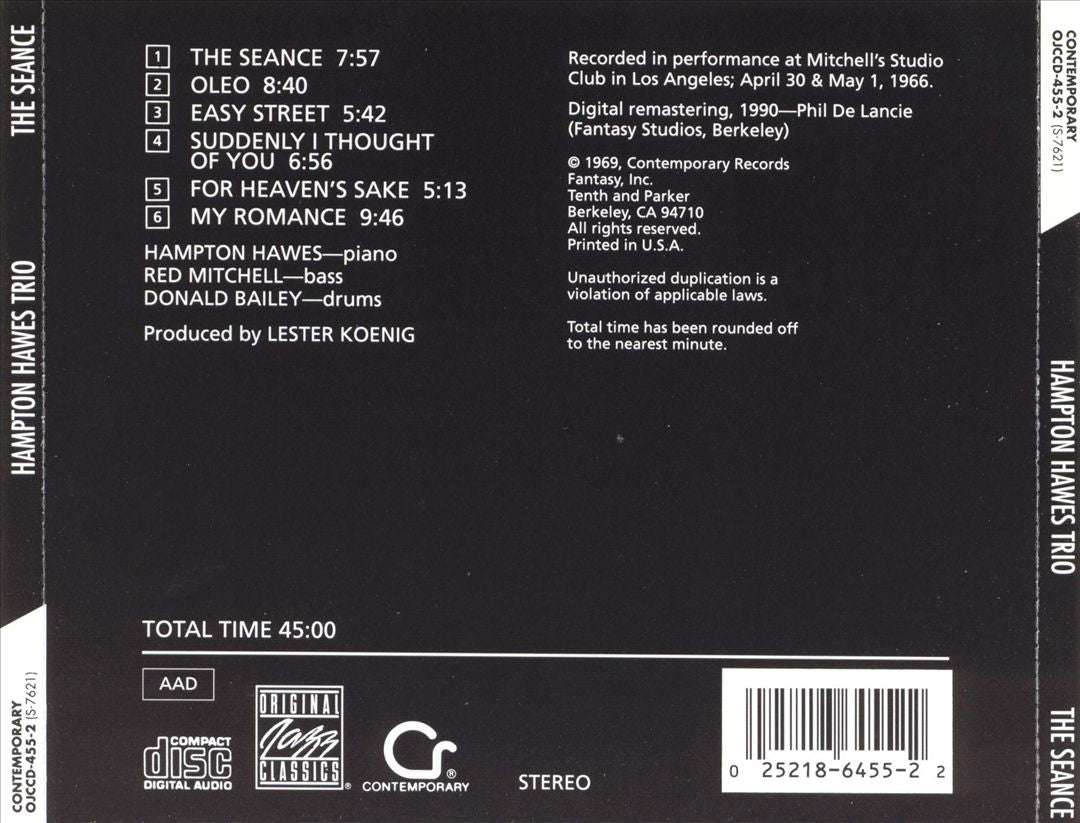 THE SEANCE
HAMPTON HAWES TRIO
CONTEMPORARY
OJCCD-455-2 (S-7621)
1 THE SEANCE 7:57
2 OLEO 8:40
3 EASY STREET 5:42
4 SUDDENLY I THOUGHT
OF YOU 6:56
5 FOR HEAVEN'S SAKE 5:13
6 MY ROMANCE 9:46
HAMPTON HAWES—piano
RED MITCHELL—bass
DONALD BAILEY—drums
Produced by LESTER KOENIG
Recorded in performance at Mitchell's Studio
Club in Los Angeles; April 30 & May 1, 1966.
Digital remastering, 1990—Phil De Lancie
(Fantasy Studios, Berkeley)
© 1969, Contemporary Records
Fantasy, Inc.
Tenth and Parker
Berkeley, CA 94710
All rights reserved.
Printed in U.S.A.
Unauthorized duplication is a
violation of applicable laws.
Total time has been rounded off
to the nearest minute.
TOTAL TIME 45:00
AAD
COMPACT
disc
DIGITAL AUDIO
ORIGINAL
Jazz
CLASSICS®
Cr®
CONTEMPORARY
STEREO
0 25218-6455-2 2
CONTEMPORARY
OJCCD-455-2 (S-7621)
HAMPTON HAWES TRIO
THE SEANCE